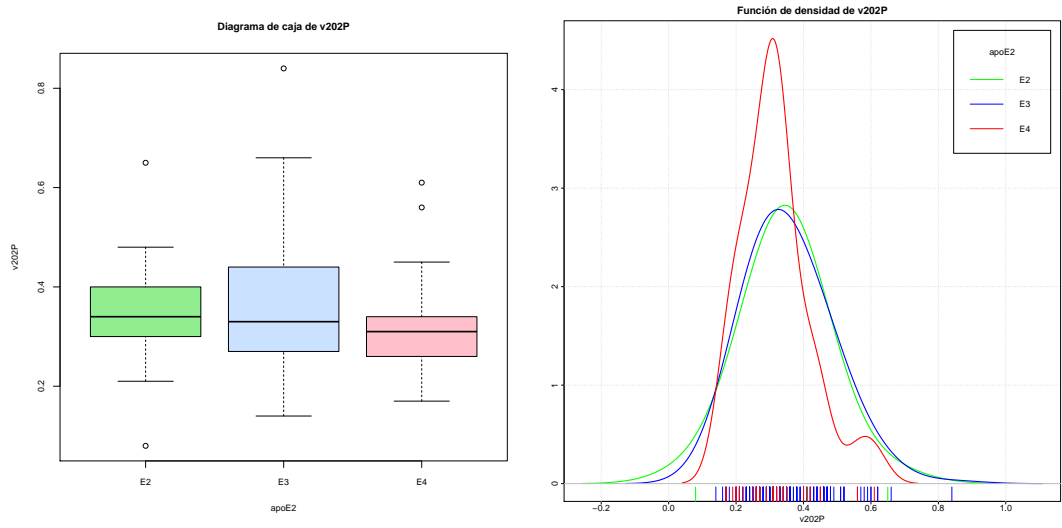 Diagrama de caja de v202P
v202P
0.8
0.6
0.4
0.2
E2
E3
E4
apoE2
Función de densidad de v202P
apoE2
E2
E3
E4
4
3
2
1
0
−0.2
0.0
0.2
0.4
0.6
0.8
1.0
v202P